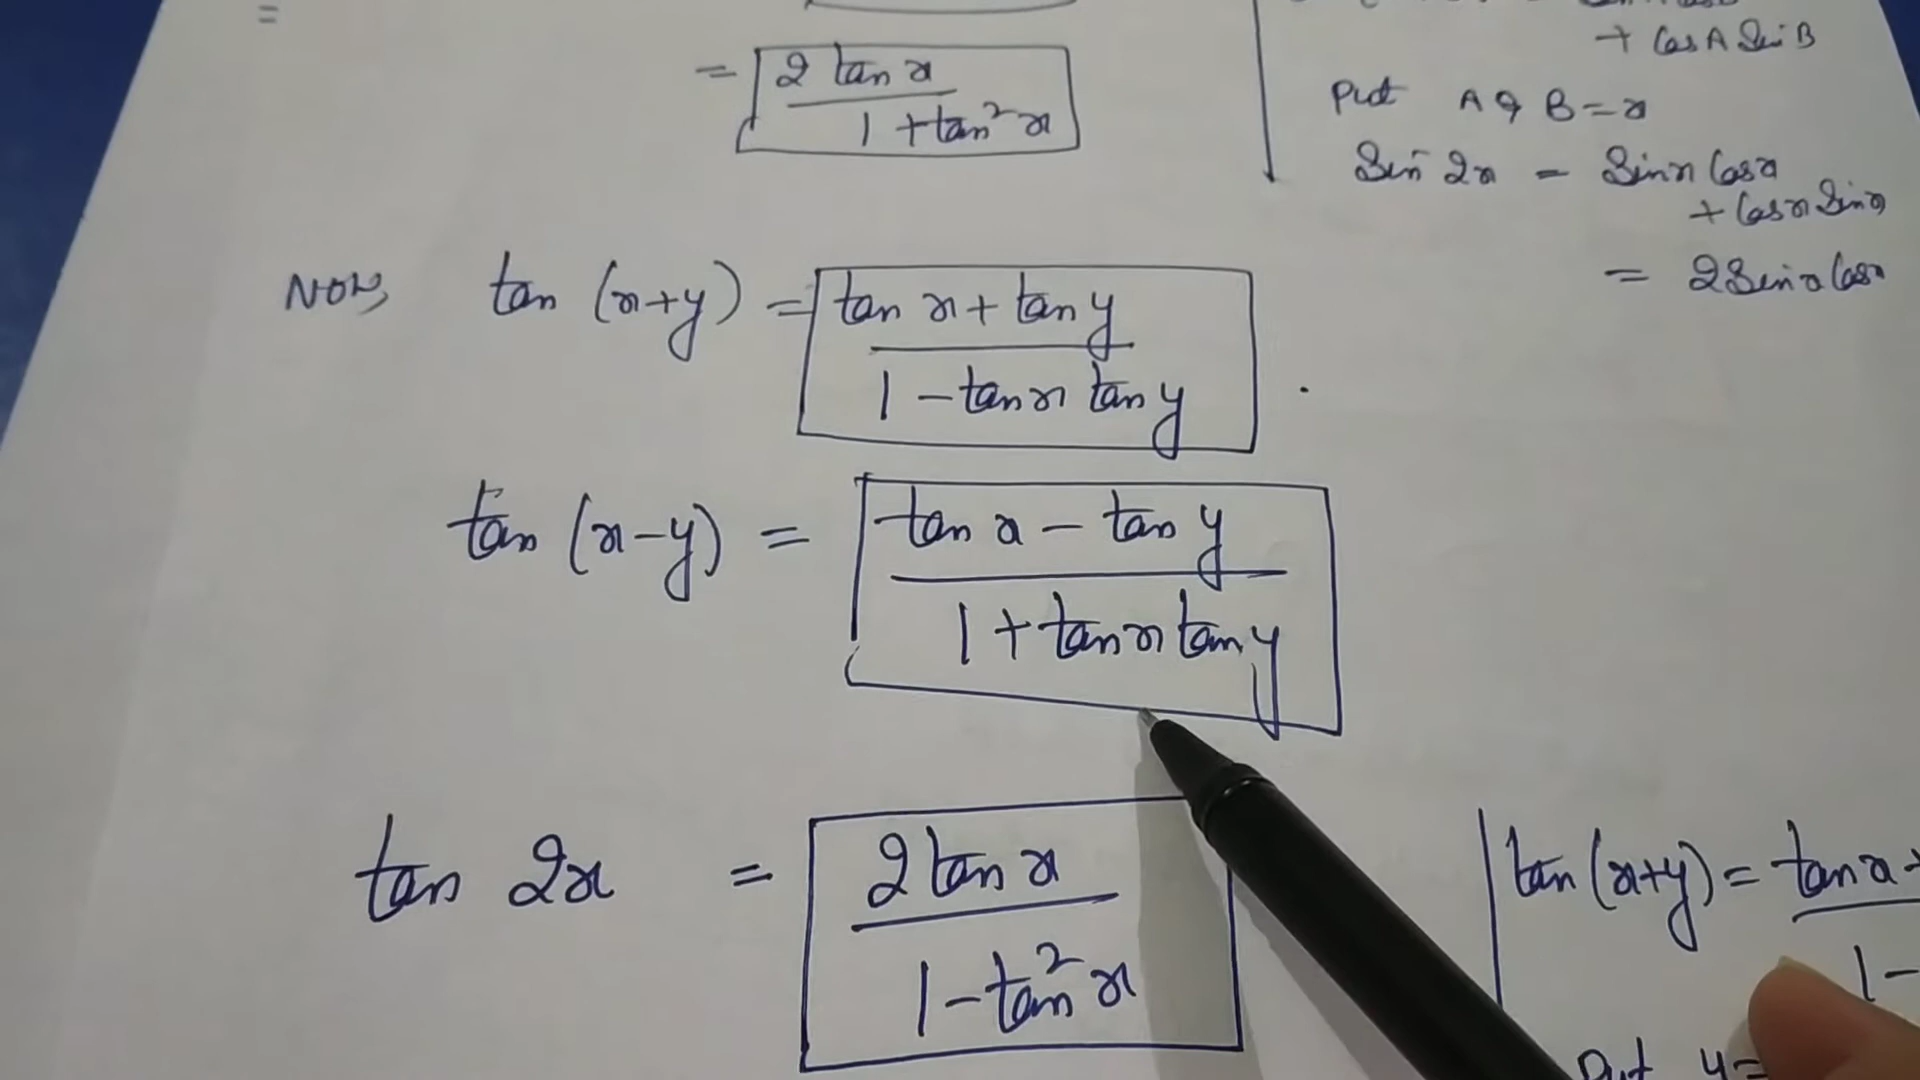 =
= 2 tan x / 1 + tan² x
+ Cos A Sin B
Put A & B = x
Sin 2x = Sin x Cos x
+ Cos x Sin x
= 2 Sin x Cos x
Now, tan (x+y) = tan x + tan y / 1 - tan x tan y .
tan (x-y) = tan x - tan y / 1 + tan x tan y
tan 2x = 2 tan x / 1 - tan² x
tan (x+y) = tan x +
1 -
Put y =